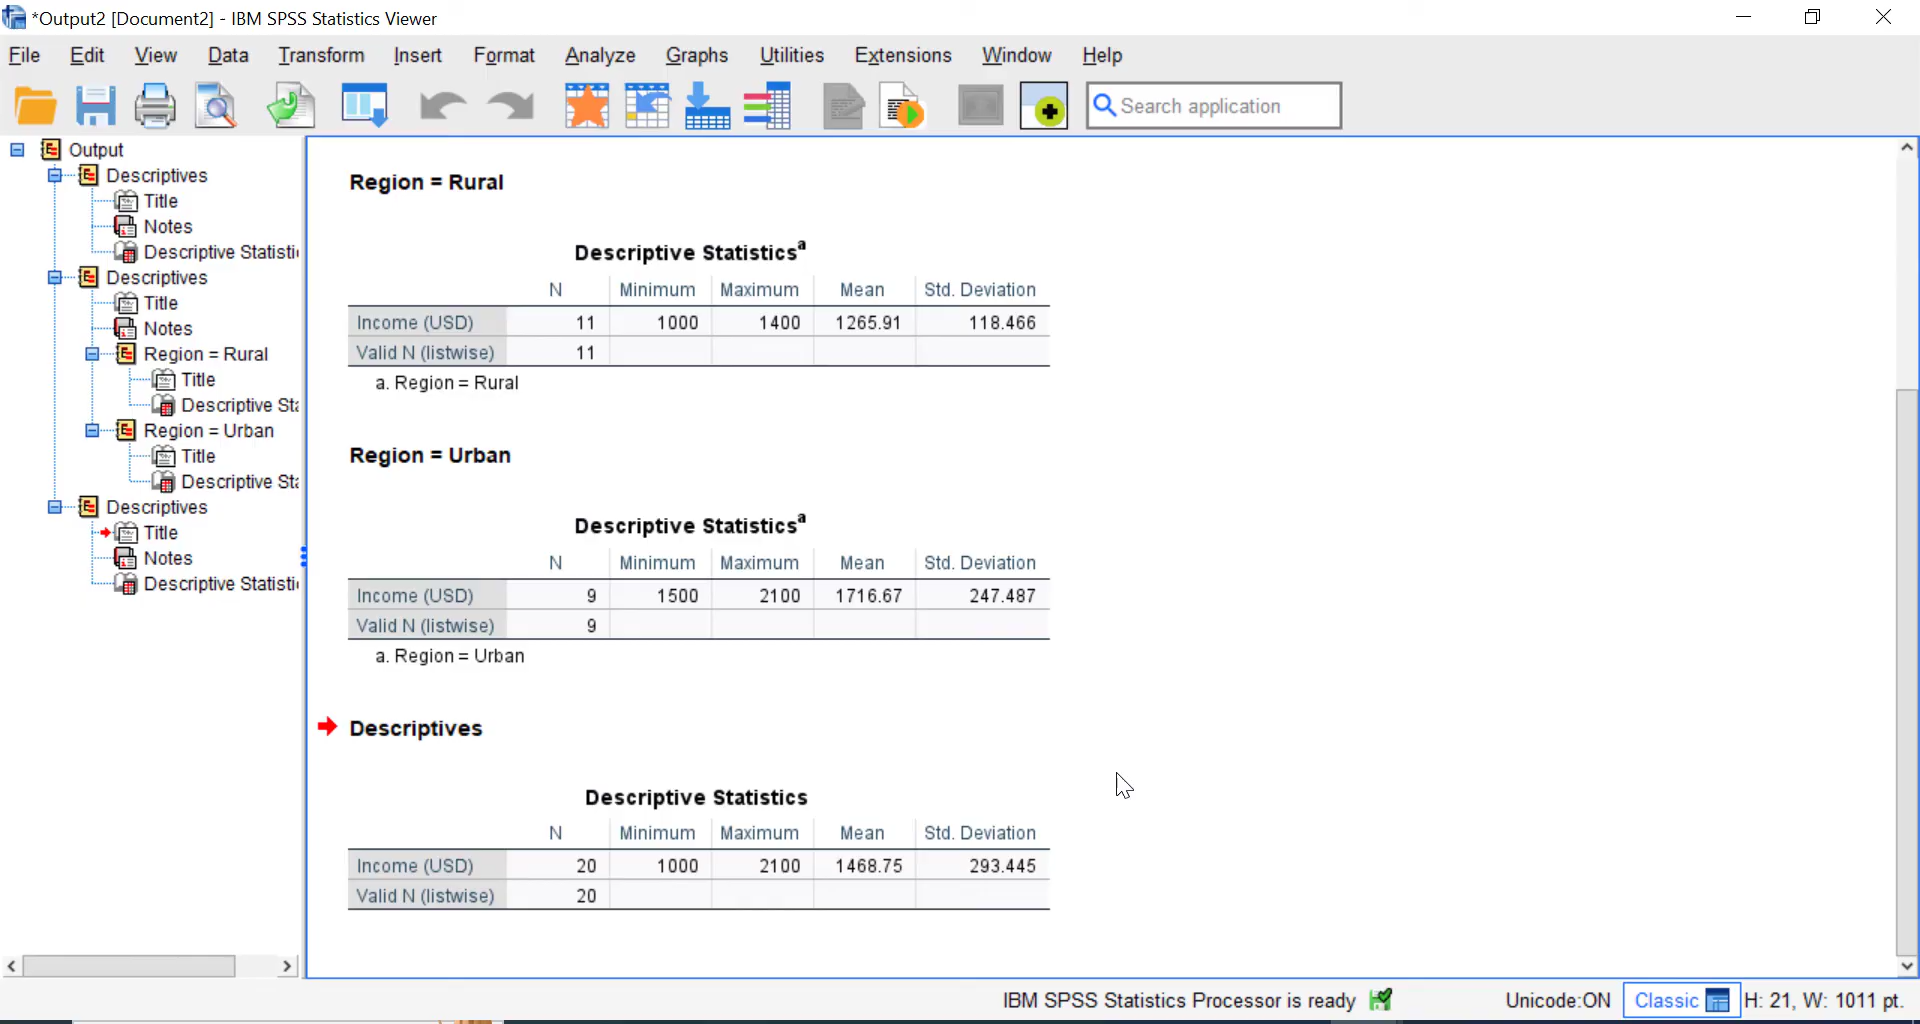 *Output2 [Document2] - IBM SPSS Statistics Viewer
File Edit View Data Transform Insert Format Analyze Graphs Utilities Extensions Window Help
Search application
Output
Descriptives
Title
Notes
Descriptive Statisti
Descriptives
Title
Notes
Region = Rural
Title
Descriptive Sta
Region = Urban
Title
Descriptive Sta
Descriptives
Title
Notes
Descriptive Statisti
Region = Rural
Descriptive Statisticsa
N Minimum Maximum Mean Std. Deviation
Income (USD) 11 1000 1400 1265.91 118.466
Valid N (listwise) 11
a. Region = Rural
Region = Urban
Descriptive Statisticsa
N Minimum Maximum Mean Std. Deviation
Income (USD) 9 1500 2100 1716.67 247.487
Valid N (listwise) 9
a. Region = Urban
Descriptives
Descriptive Statistics
N Minimum Maximum Mean Std. Deviation
Income (USD) 20 1000 2100 1468.75 293.445
Valid N (listwise) 20
IBM SPSS Statistics Processor is ready Unicode:ON Classic H: 21, W: 1011 pt.